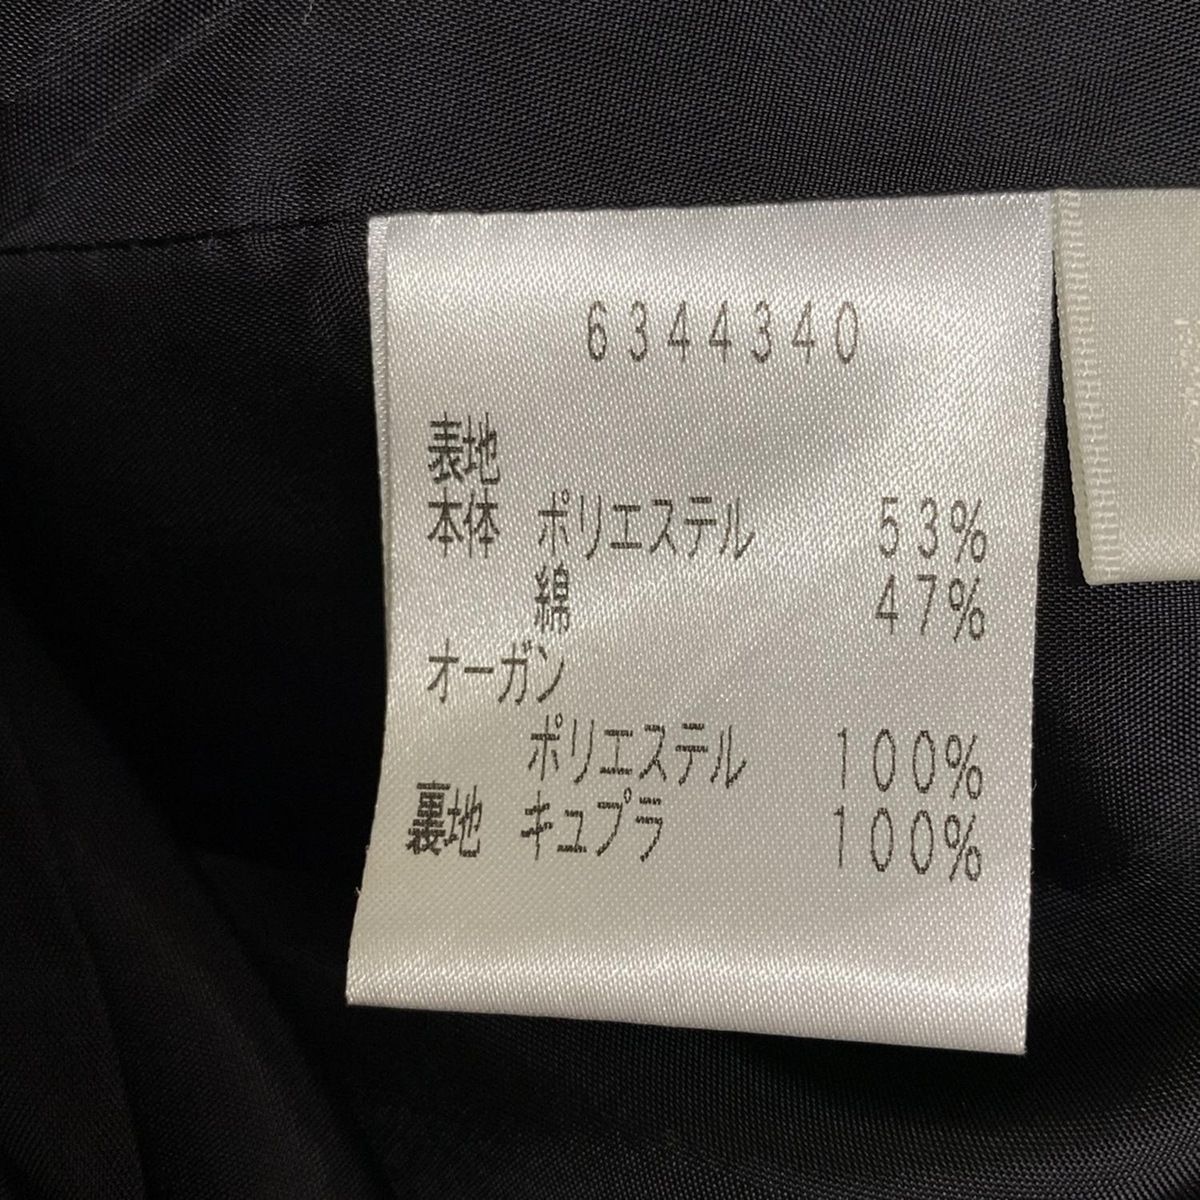 6344340
表地
本体 ポリエステル 53%
綿 47%
オーガン
ポリエステル 100%
裏地 キュプラ 100%